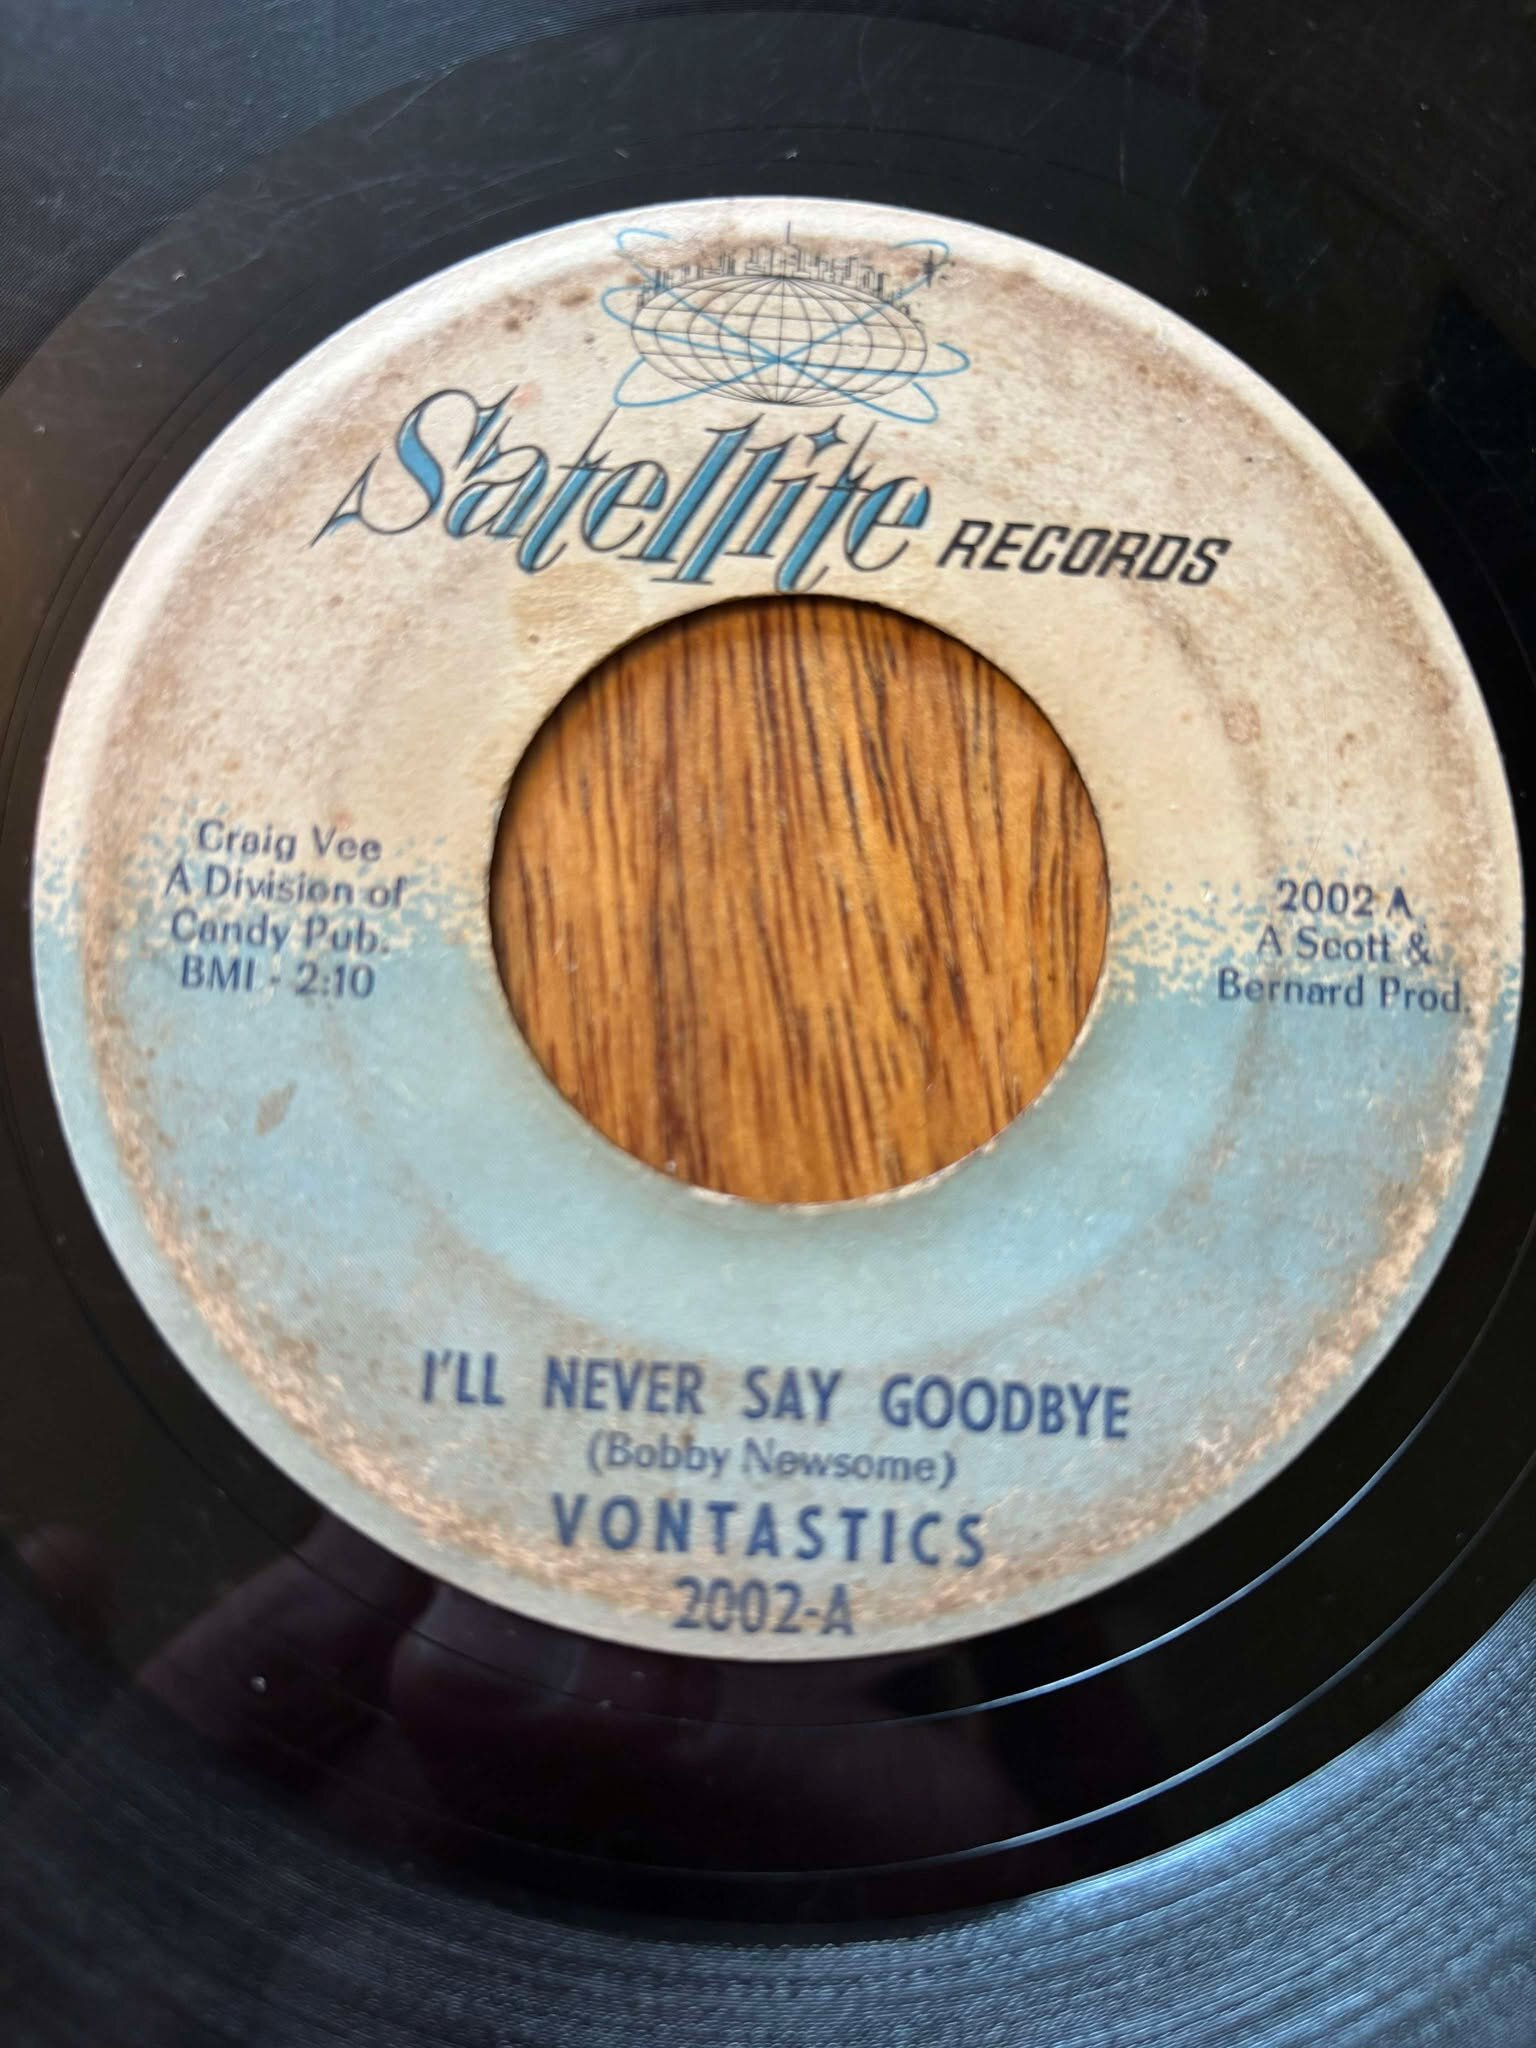 Satellite RECORDS
Craig Vee
A Division of
Candy Pub.
BMI - 2:10
2002 A
A Scott &
Bernard Prod.
I'LL NEVER SAY GOODBYE
(Bobby Newsome)
VONTASTICS
2002-A